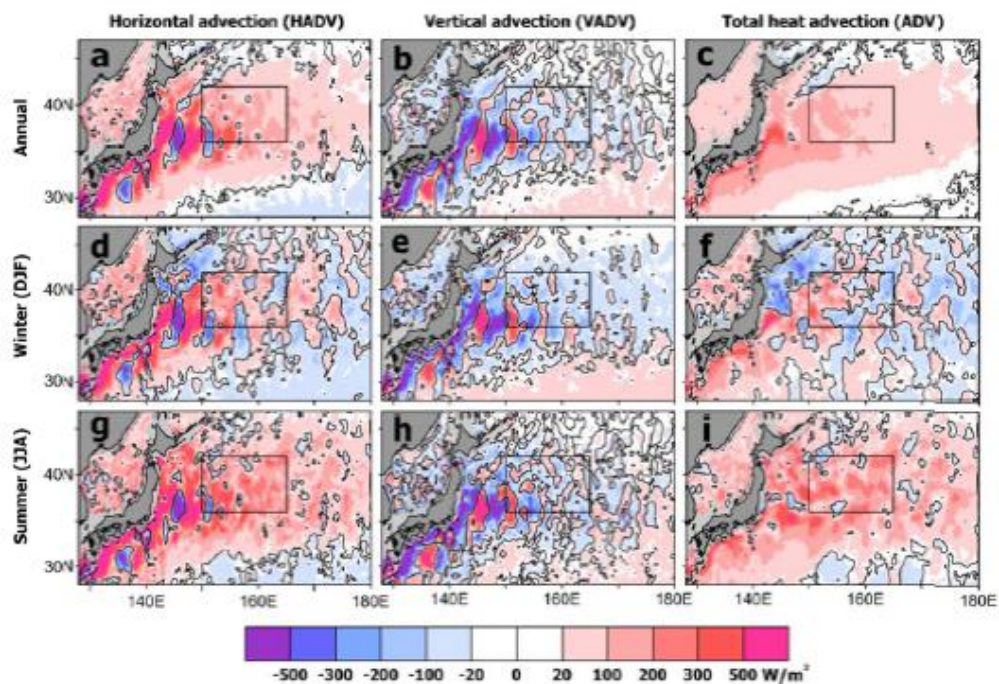 Horizontal advection (HADV) Vertical advection (VADV) Total heat advection (ADV)
Annual
a b c
40N
30N
Winter (DJF)
d e f
40N
30N
Summer (JJA)
g h i
40N
30N
140E 160E 180E 140E 160E 180E 140E 160E 180E
-500 -300 -200 -100 -20 0 20 100 200 300 500 W/m²